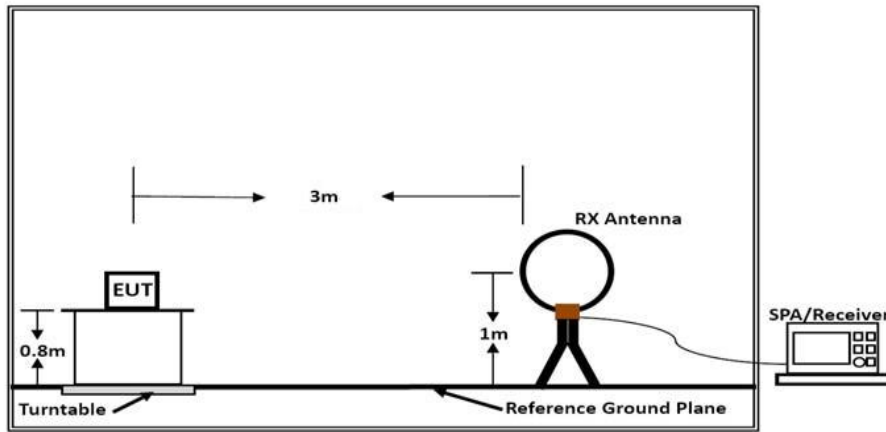 3m
RX Antenna
EUT
SPA/Receiver
1m
0.8m
Turntable
Reference Ground Plane